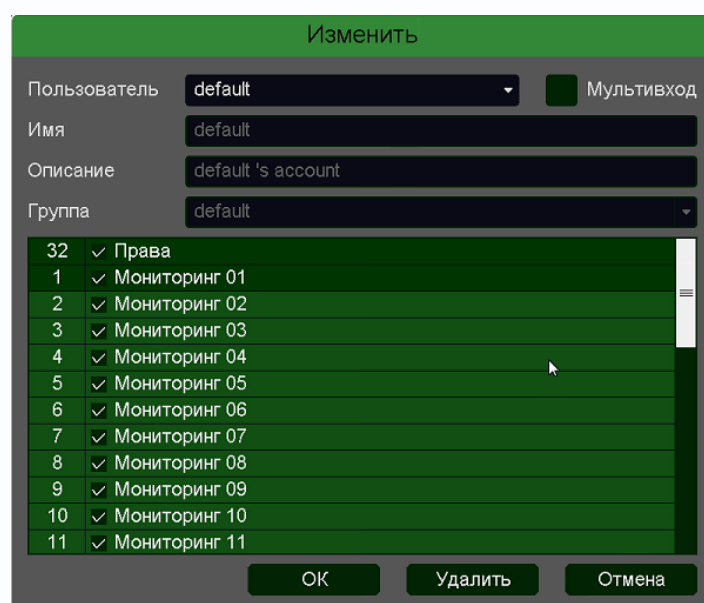 Изменить
Пользователь default Мультивход
Имя default
Описание default 's account
Группа default
32 Права
1 Мониторинг 01
2 Мониторинг 02
3 Мониторинг 03
4 Мониторинг 04
5 Мониторинг 05
6 Мониторинг 06
7 Мониторинг 07
8 Мониторинг 08
9 Мониторинг 09
10 Мониторинг 10
11 Мониторинг 11
ОК Удалить Отмена